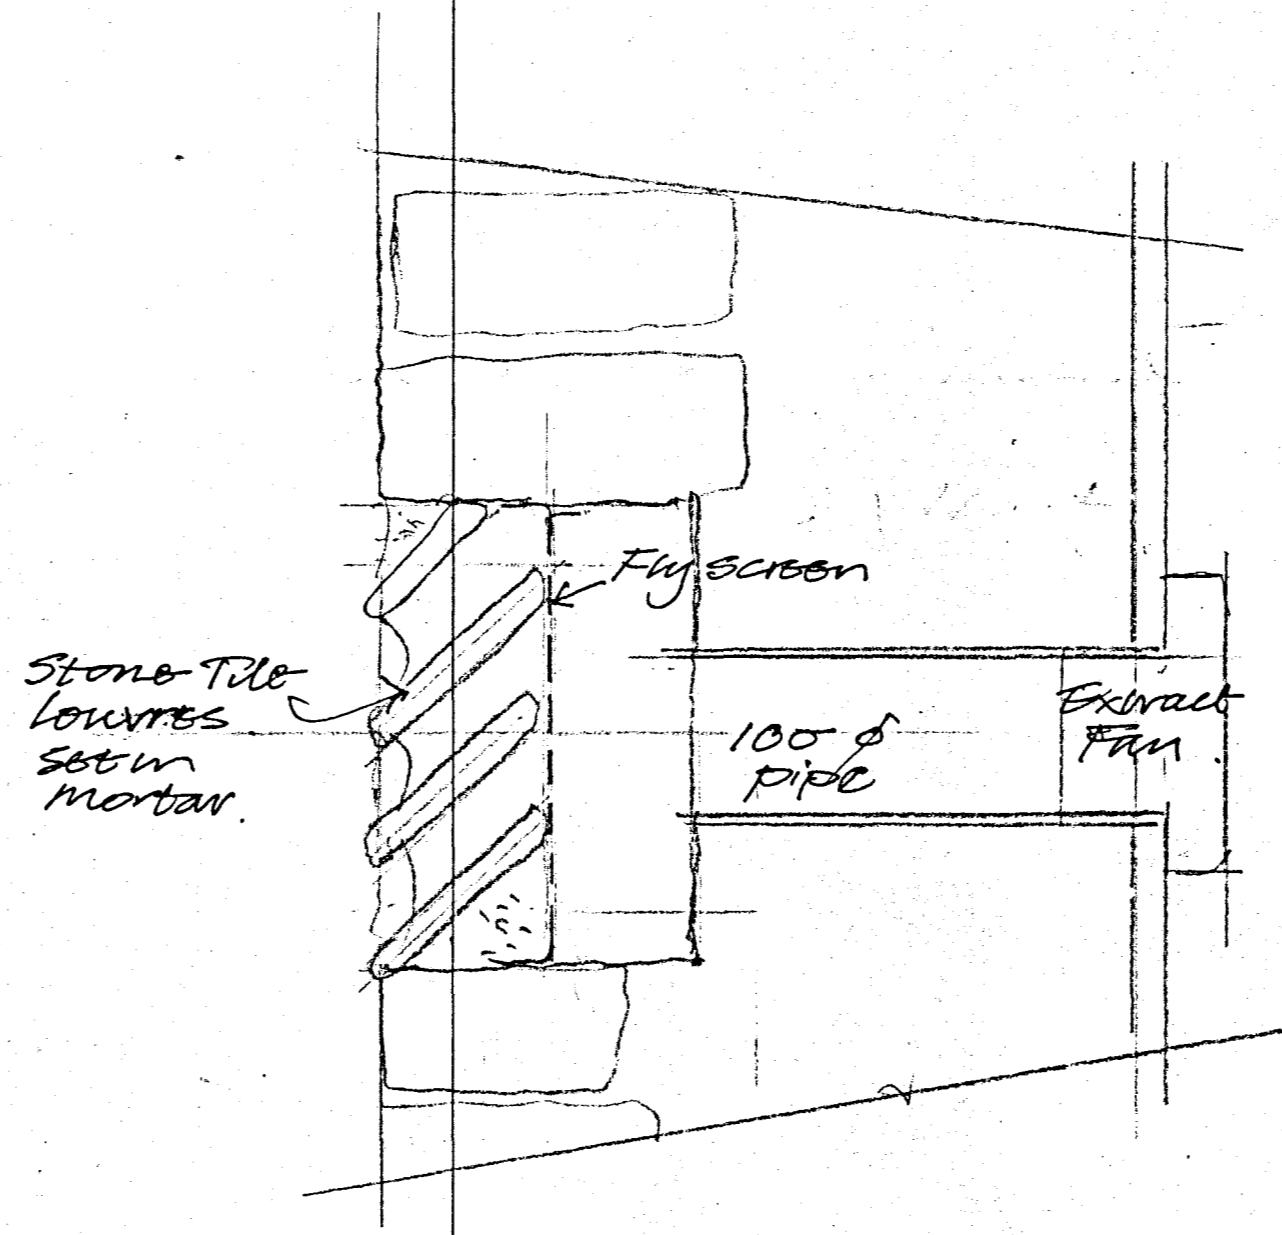 Fly screen
Stone Tile
louvres
set in
mortar.
100 ϕ
pipe
Extract
Fan